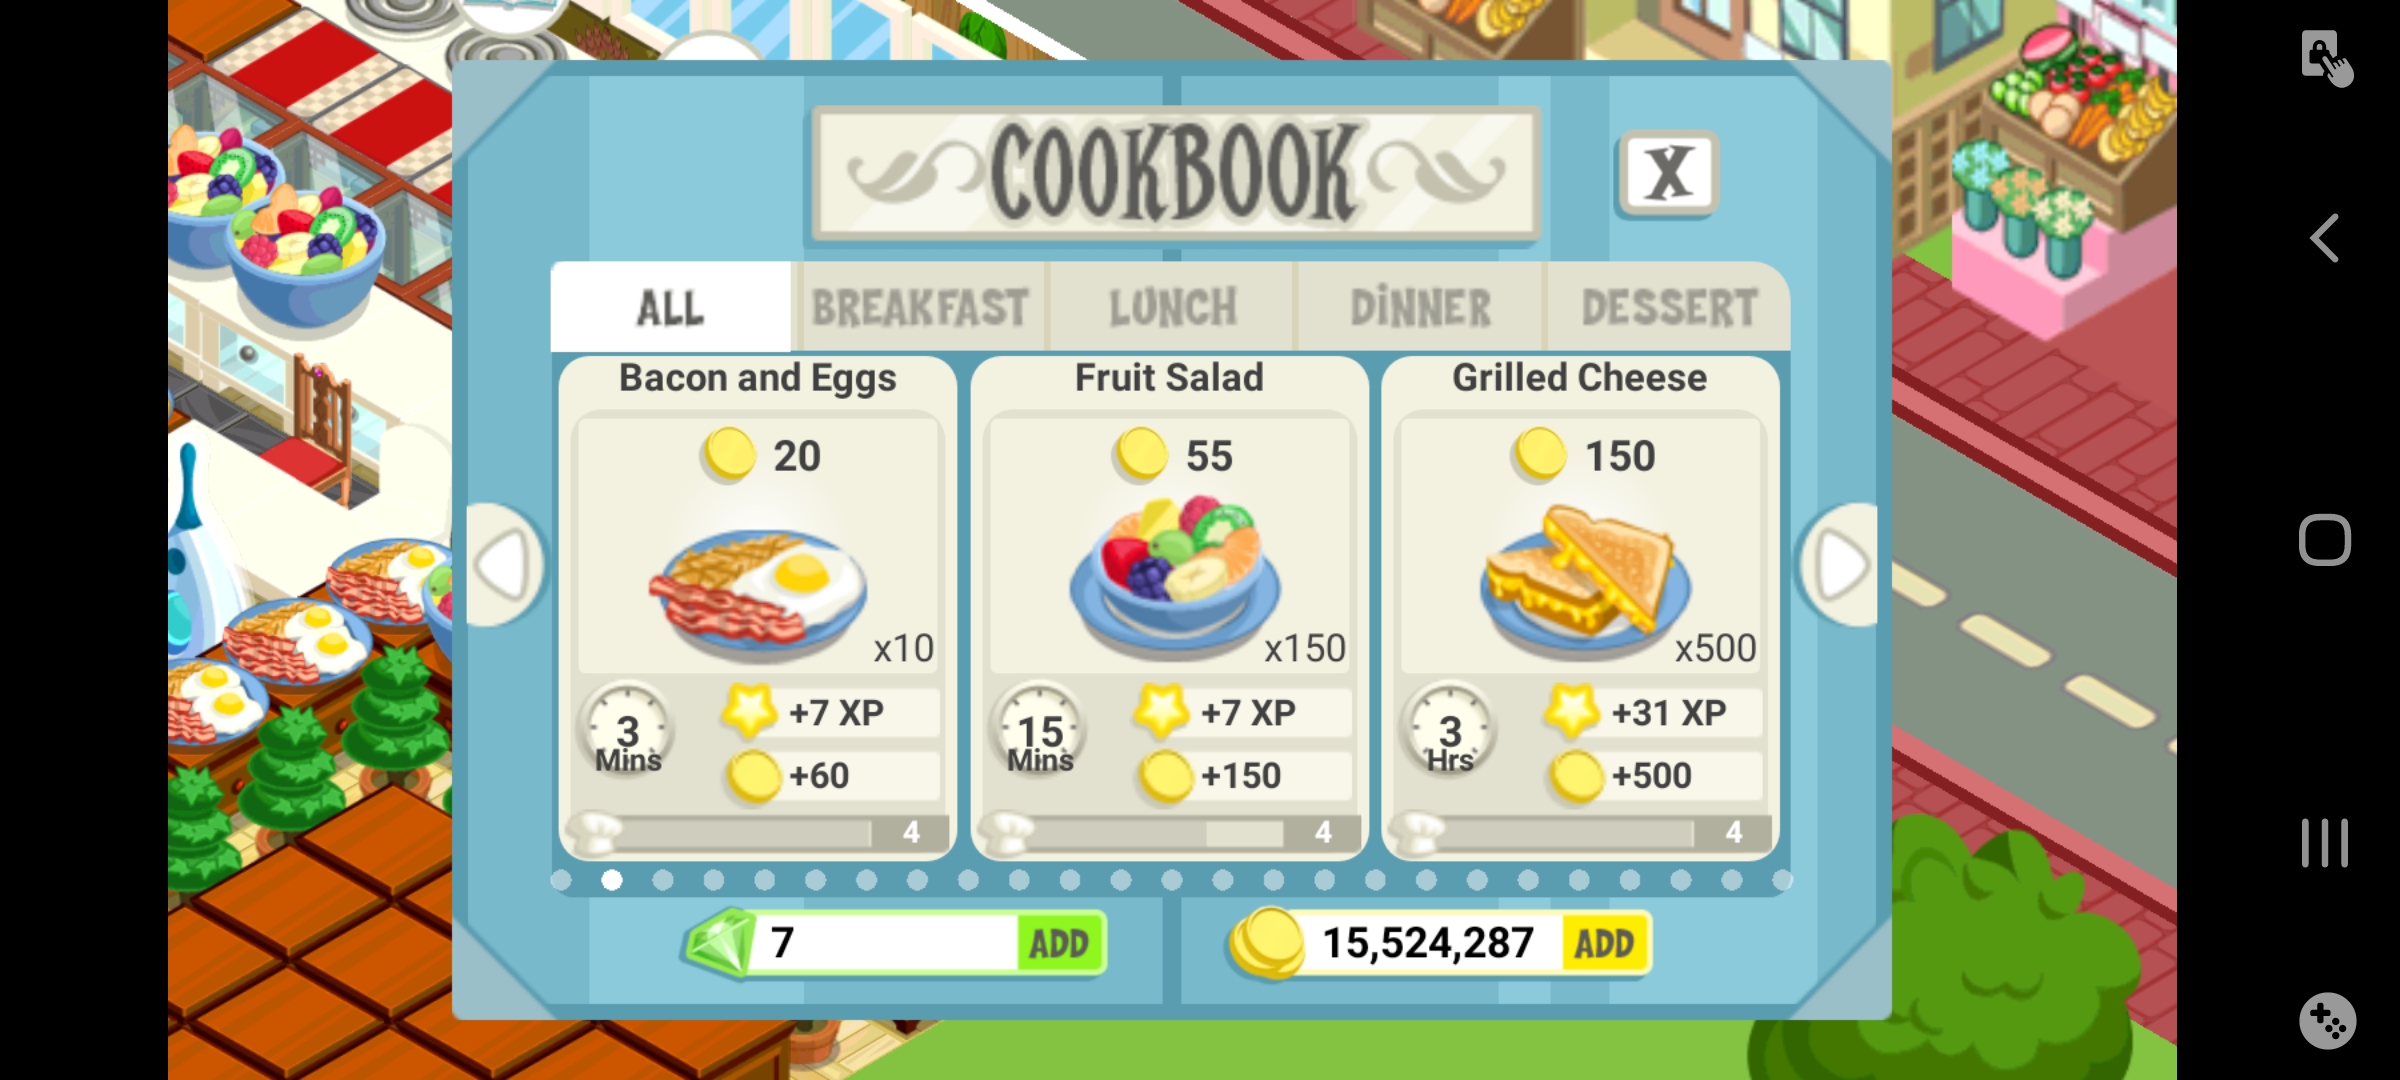 COOKBOOK
X
ALL BREAKFAST LUNCH DINNER DESSERT
Bacon and Eggs
20
x10
3 Mins
+7 XP
+60
4
Fruit Salad
55
x150
15 Mins
+7 XP
+150
4
Grilled Cheese
150
x500
3 Hrs
+31 XP
+500
4
7 ADD
15,524,287 ADD